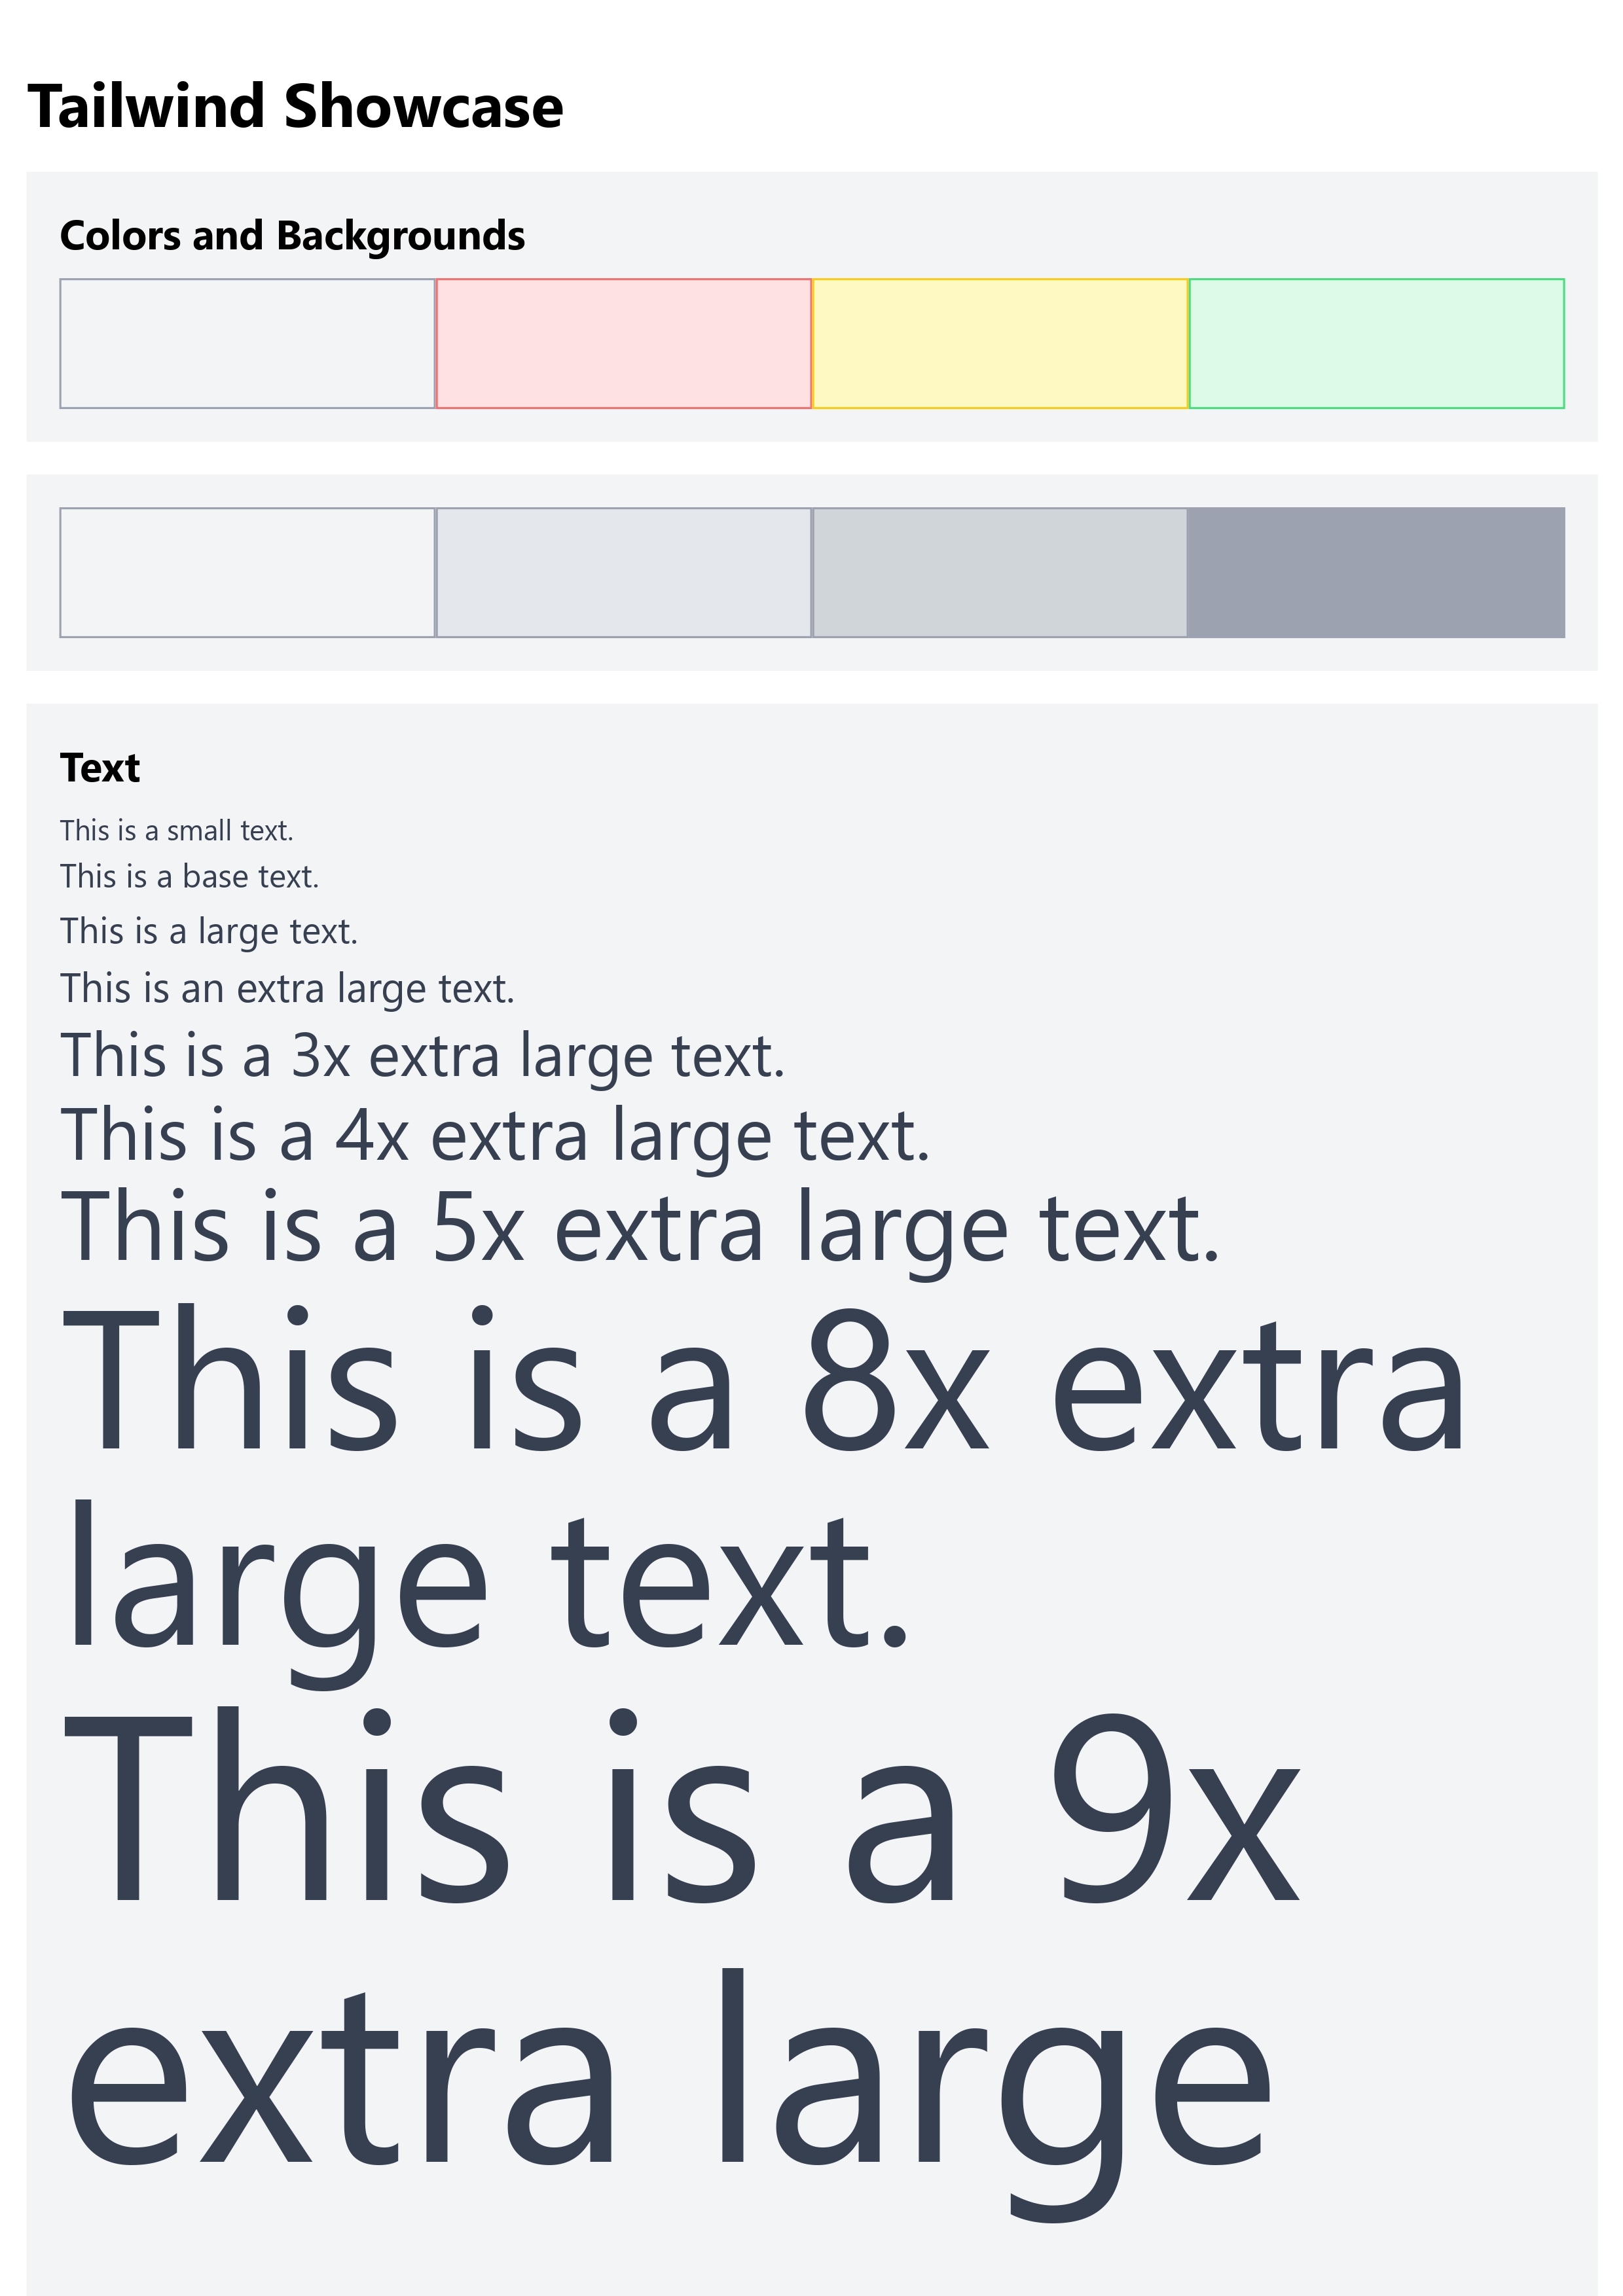 Tailwind Showcase
Colors and Backgrounds
Text
This is a small text.
This is a base text.
This is a large text.
This is an extra large text.
This is a 3x extra large text.
This is a 4x extra large text.
This is a 5x extra large text.
This is a 8x extra
large text.
This is a 9x
extra large